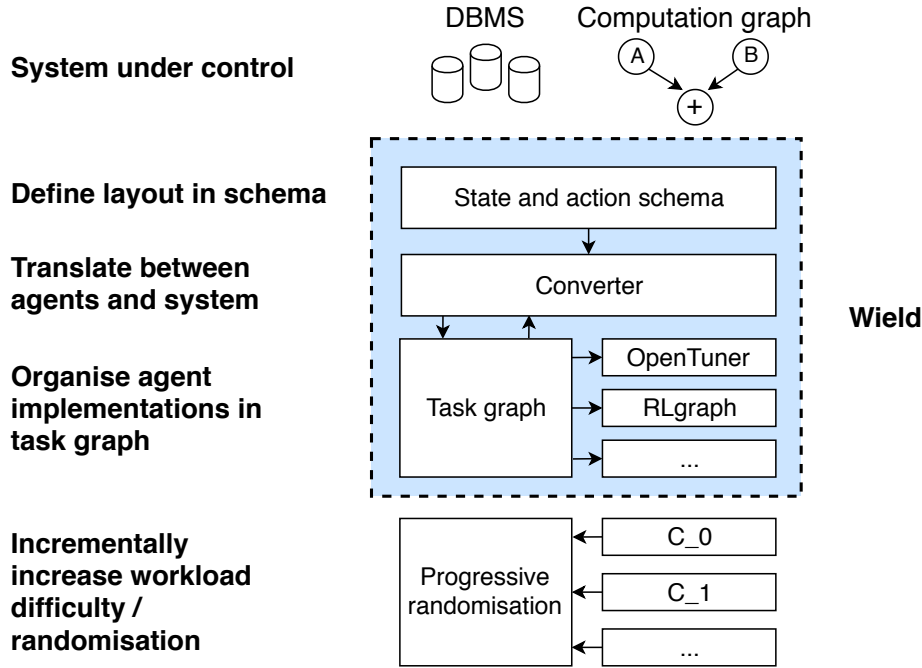 DBMS
Computation graph
System under control
A
B
+
Define layout in schema
State and action schema
Translate between
agents and system
Converter
Wield
Organise agent
implementations in
task graph
Task graph
OpenTuner
RLgraph
...
Incrementally
increase workload
difficulty /
randomisation
Progressive
randomisation
C_0
C_1
...